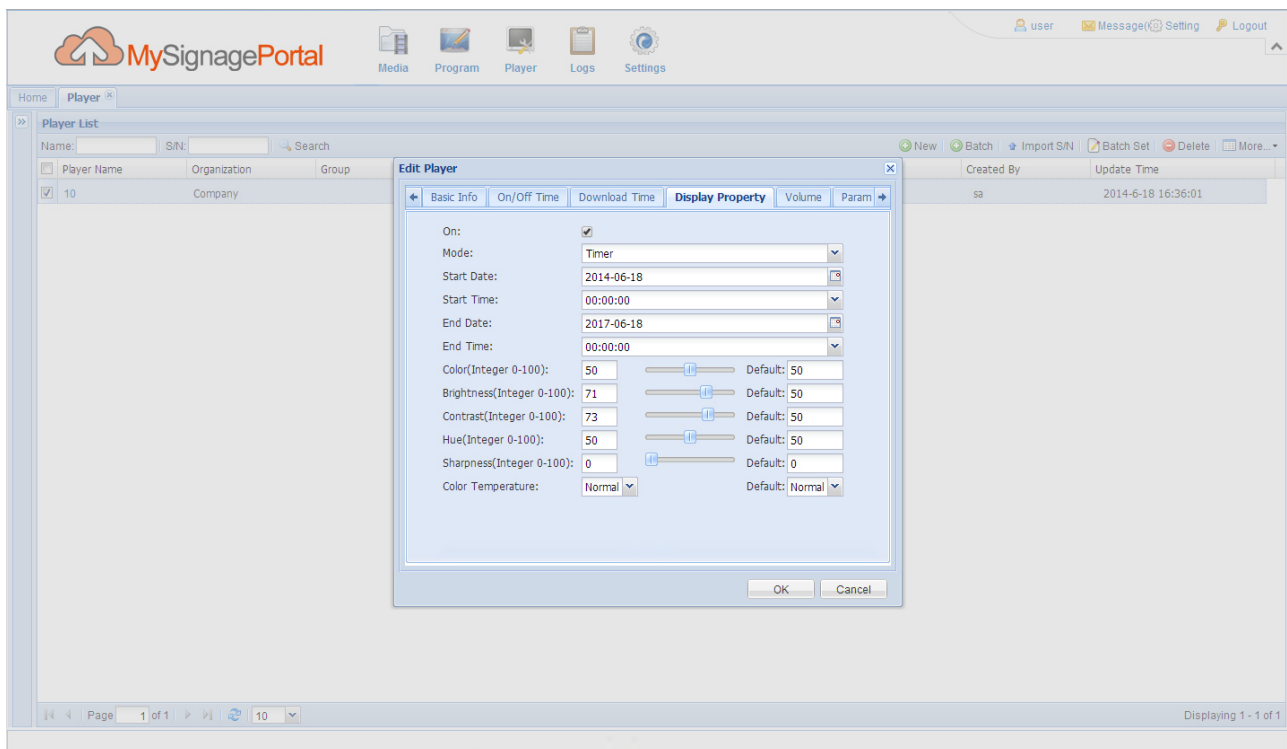 MySignagePortal
Media Program Player Logs Settings
user Message( Setting Logout
Home Player
Player List
Name: S/N: Search New Batch Import S/N Batch Set Delete More...
Player Name Organization Group Created By Update Time
10 Company sa 2014-6-18 16:36:01
Edit Player
Basic Info On/Off Time Download Time Display Property Volume Param
On:
Mode: Timer
Start Date: 2014-06-18
Start Time: 00:00:00
End Date: 2017-06-18
End Time: 00:00:00
Color(Integer 0-100): 50 Default: 50
Brightness(Integer 0-100): 71 Default: 50
Contrast(Integer 0-100): 73 Default: 50
Hue(Integer 0-100): 50 Default: 50
Sharpness(Integer 0-100): 0 Default: 0
Color Temperature: Normal Default: Normal
OK Cancel
Page 1 of 1 10 Displaying 1 - 1 of 1